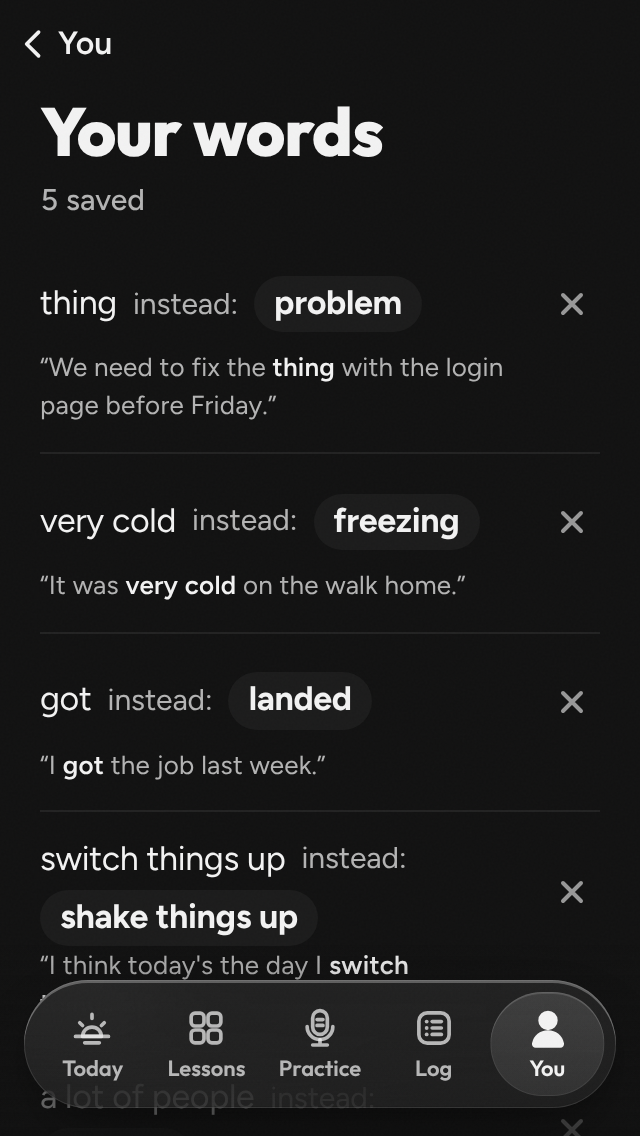 You
Your words
5 saved
thing instead: problem
“We need to fix the thing with the login
page before Friday.”
very cold instead: freezing
“It was very cold on the walk home.”
got instead: landed
“I got the job last week.”
switch things up instead:
shake things up
“I think today's the day I switch
Today Lessons Practice Log You
a lot of people instead: